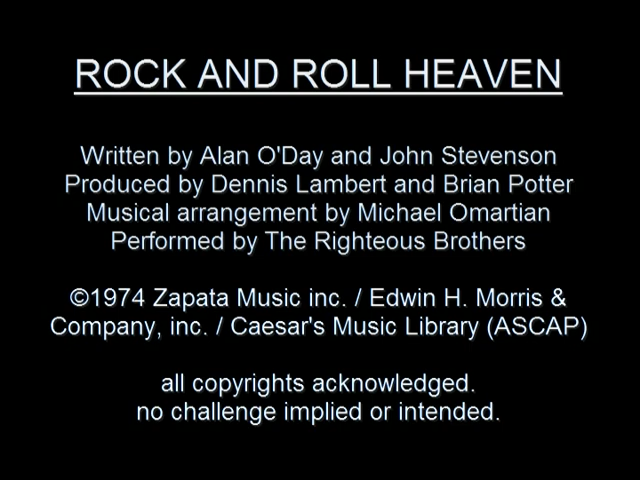 ROCK AND ROLL HEAVEN
Written by Alan O'Day and John Stevenson
Produced by Dennis Lambert and Brian Potter
Musical arrangement by Michael Omartian
Performed by The Righteous Brothers
©1974 Zapata Music inc. / Edwin H. Morris &
Company, inc. / Caesar's Music Library (ASCAP)
all copyrights acknowledged.
no challenge implied or intended.